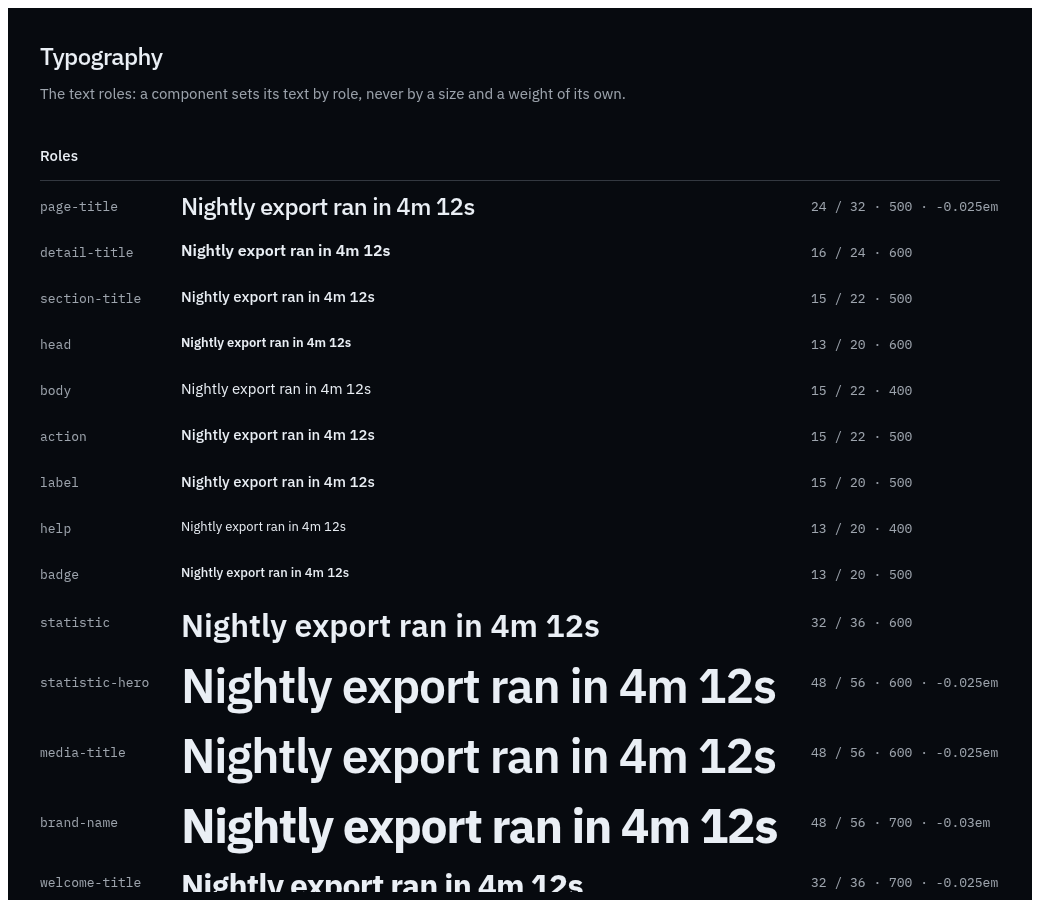 Typography
The text roles: a component sets its text by role, never by a size and a weight of its own.
Roles
page-title Nightly export ran in 4m 12s 24 / 32 · 500 · -0.025em
detail-title Nightly export ran in 4m 12s 16 / 24 · 600
section-title Nightly export ran in 4m 12s 15 / 22 · 500
head Nightly export ran in 4m 12s 13 / 20 · 600
body Nightly export ran in 4m 12s 15 / 22 · 400
action Nightly export ran in 4m 12s 15 / 22 · 500
label Nightly export ran in 4m 12s 15 / 20 · 500
help Nightly export ran in 4m 12s 13 / 20 · 400
badge Nightly export ran in 4m 12s 13 / 20 · 500
statistic Nightly export ran in 4m 12s 32 / 36 · 600
statistic-hero Nightly export ran in 4m 12s 48 / 56 · 600 · -0.025em
media-title Nightly export ran in 4m 12s 48 / 56 · 600 · -0.025em
brand-name Nightly export ran in 4m 12s 48 / 56 · 700 · -0.03em
welcome-title Nightly export ran in 4m 12s 32 / 36 · 700 · -0.025em